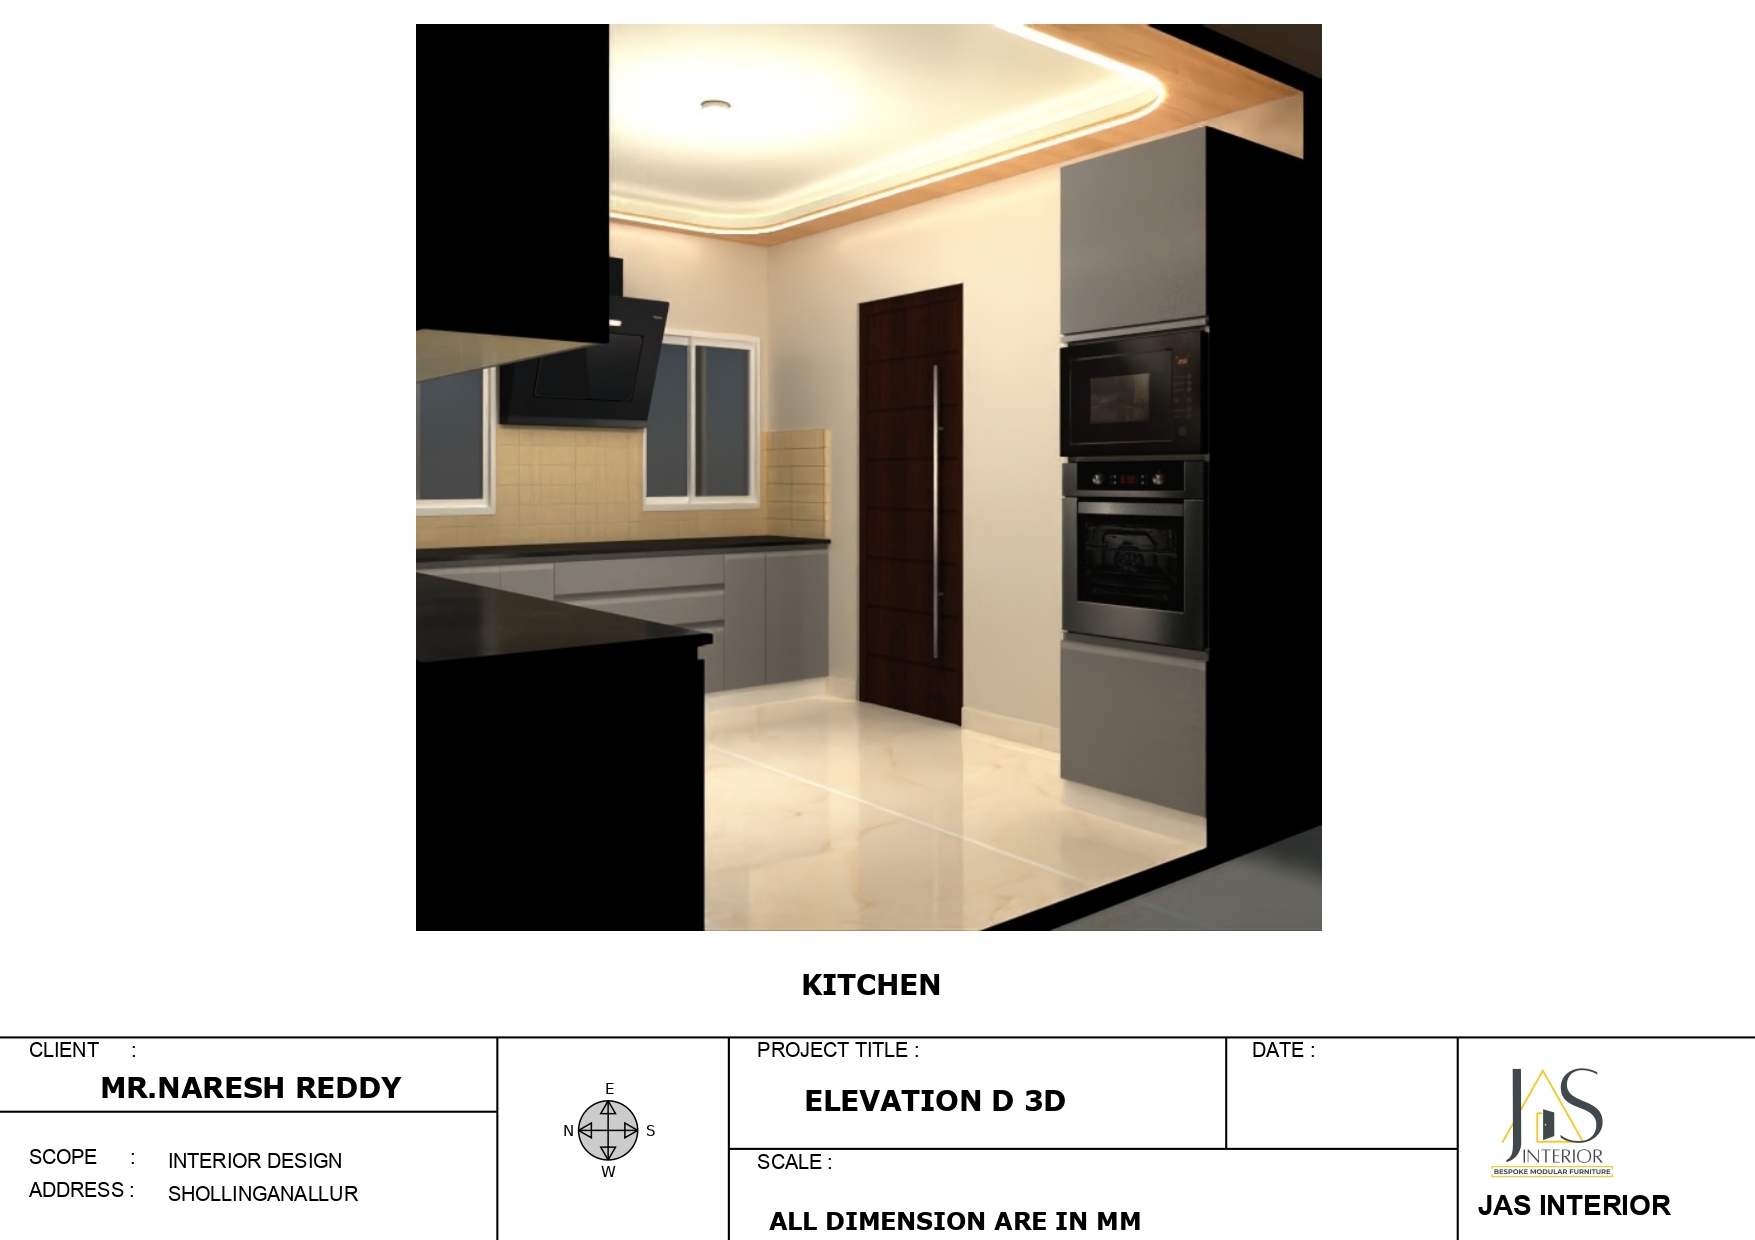 KITCHEN
CLIENT :
MR.NARESH REDDY
SCOPE : INTERIOR DESIGN
ADDRESS : SHOLLINGANALLUR
E
N S
W
PROJECT TITLE :
ELEVATION D 3D
DATE :
SCALE :
ALL DIMENSION ARE IN MM
JAS
INTERIOR
BESPOKE MODULAR FURNITURE
JAS INTERIOR